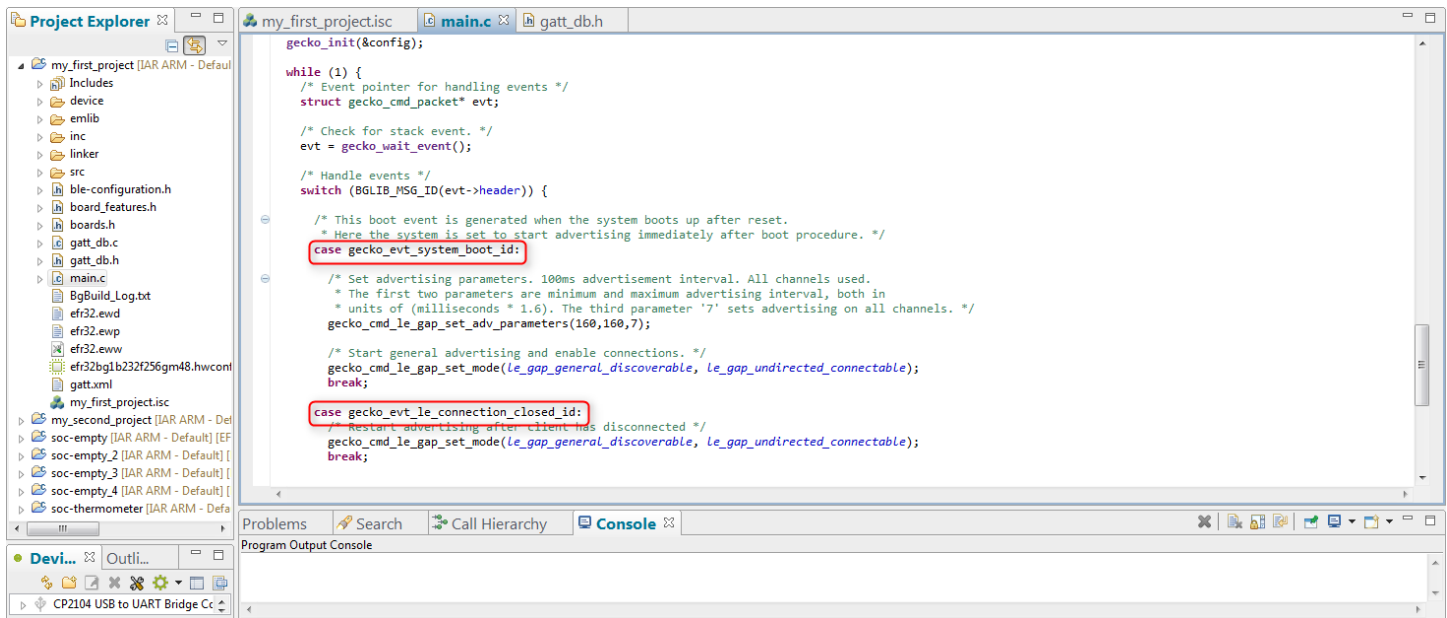 Project Explorer
my_first_project [IAR ARM - Defaul
Includes
device
emlib
inc
linker
src
ble-configuration.h
board_features.h
boards.h
gatt_db.c
gatt_db.h
main.c
BgBuild_Log.txt
efr32.ewd
efr32.ewp
efr32.eww
efr32bg1b232f256gm48.hwconf
gatt.xml
my_first_project.isc
my_second_project [IAR ARM - Def
soc-empty [IAR ARM - Default] [EF
soc-empty_2 [IAR ARM - Default] [
soc-empty_3 [IAR ARM - Default] [
soc-empty_4 [IAR ARM - Default] [
soc-thermometer [IAR ARM - Defa
Devi... Outli...
CP2104 USB to UART Bridge Cc
my_first_project.isc main.c gatt_db.h
gecko_init(&config);
while (1) {
/* Event pointer for handling events */
struct gecko_cmd_packet* evt;
/* Check for stack event. */
evt = gecko_wait_event();
/* Handle events */
switch (BGLIB_MSG_ID(evt->header)) {
/* This boot event is generated when the system boots up after reset.
* Here the system is set to start advertising immediately after boot procedure. */
case gecko_evt_system_boot_id:
/* Set advertising parameters. 100ms advertisement interval. All channels used.
* The first two parameters are minimum and maximum advertising interval, both in
* units of (milliseconds * 1.6). The third parameter '7' sets advertising on all channels. */
gecko_cmd_le_gap_set_adv_parameters(160,160,7);
/* Start general advertising and enable connections. */
gecko_cmd_le_gap_set_mode(le_gap_general_discoverable, le_gap_undirected_connectable);
break;
case gecko_evt_le_connection_closed_id:
/* Restart advertising after client has disconnected */
gecko_cmd_le_gap_set_mode(le_gap_general_discoverable, le_gap_undirected_connectable);
break;
Problems Search Call Hierarchy Console
Program Output Console